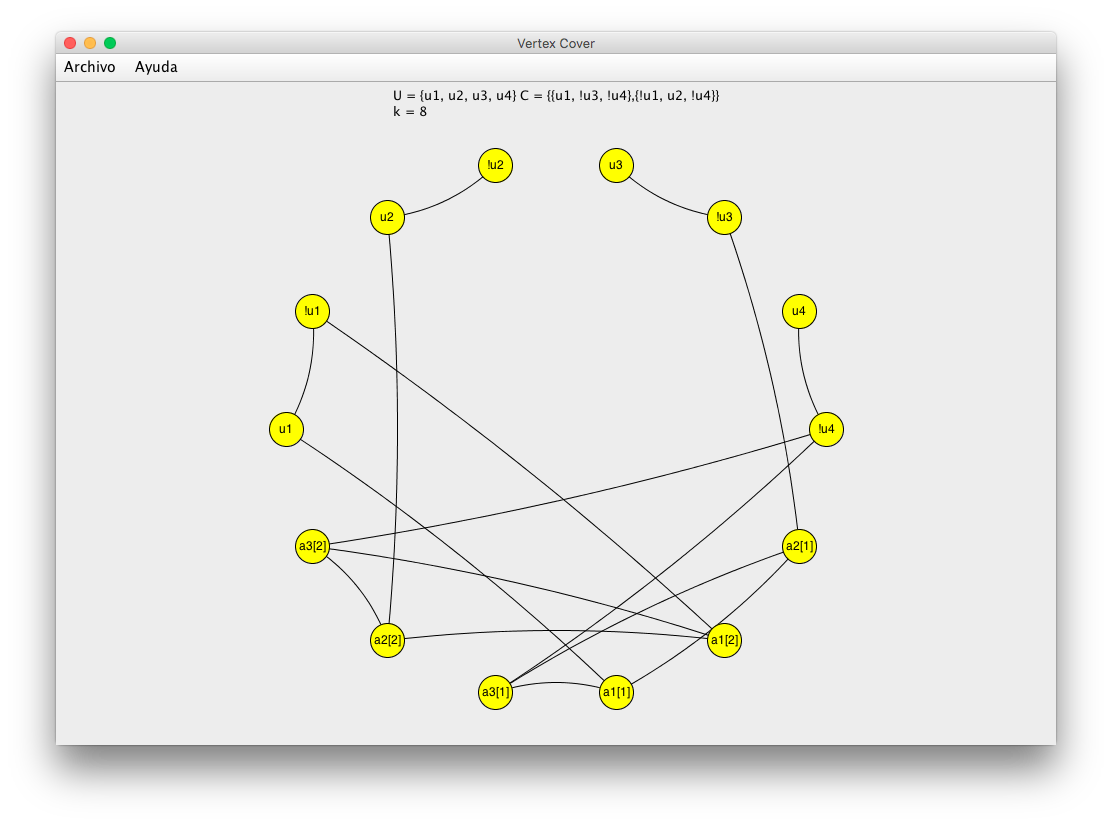 Vertex Cover
Archivo Ayuda
U = {u1, u2, u3, u4} C = {{u1, !u3, !u4},{!u1, u2, !u4}}
k = 8
!u2 u3
u2 !u3
!u1 u4
u1 !u4
a3[2] a2[1]
a2[2] a1[2]
a3[1] a1[1]